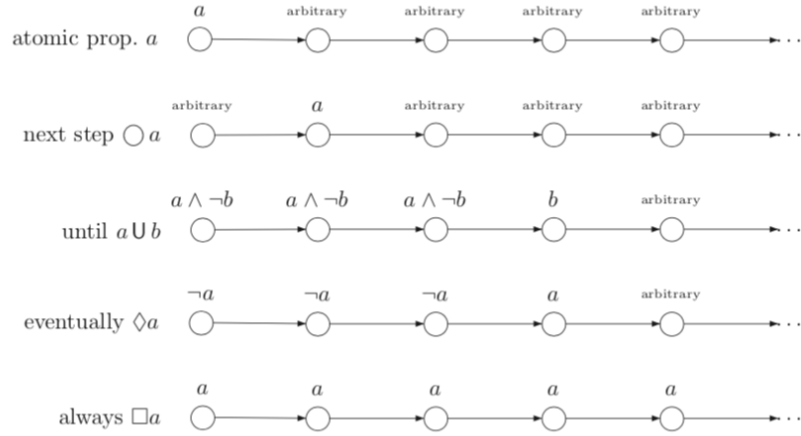 a arbitrary arbitrary arbitrary arbitrary
atomic prop. a ...
arbitrary a arbitrary arbitrary arbitrary
next step ◯ a ...
a ∧ ¬b a ∧ ¬b a ∧ ¬b b arbitrary
until a U b ...
¬a ¬a ¬a a arbitrary
eventually ◊a ...
a a a a a
always □a ...